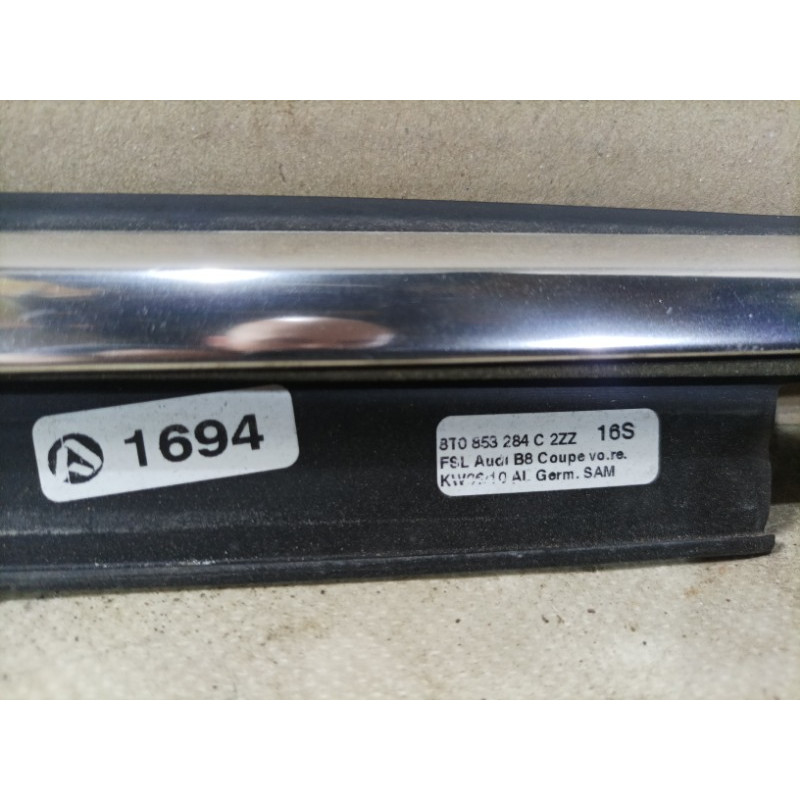 1694
8T0 853 284 C 2ZZ 16S
FSL Audi B8 Coupe vo.re.
AL Germ. SAM